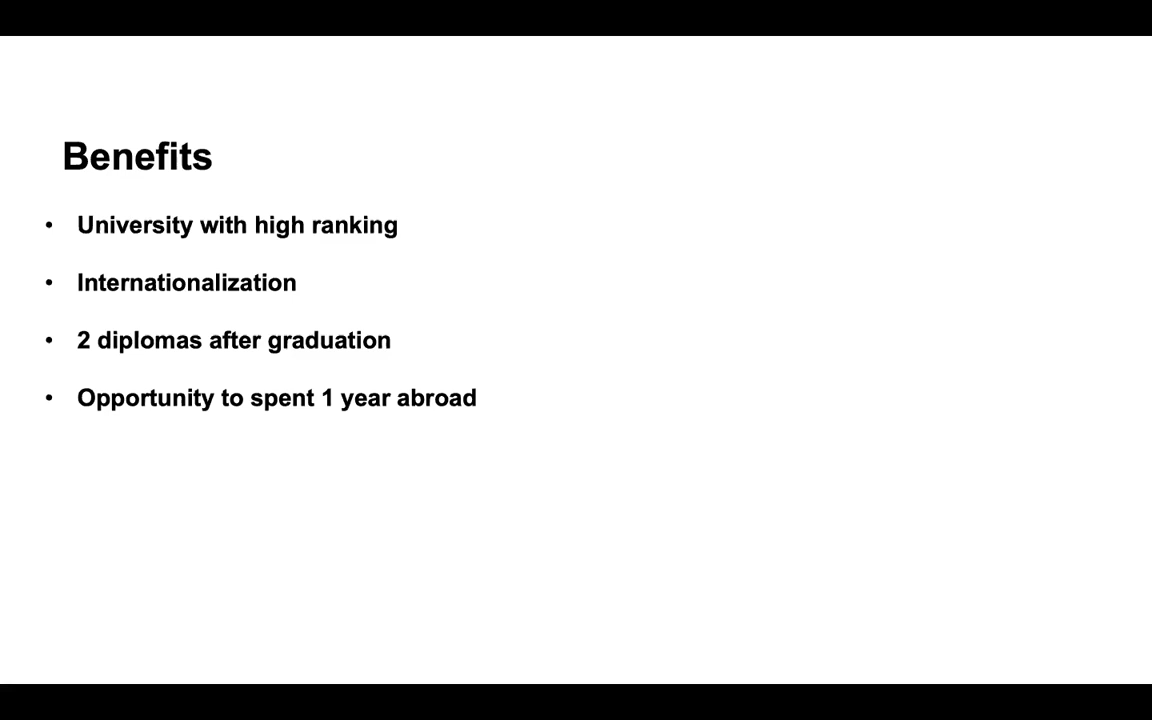 Benefits
• University with high ranking
• Internationalization
• 2 diplomas after graduation
• Opportunity to spent 1 year abroad